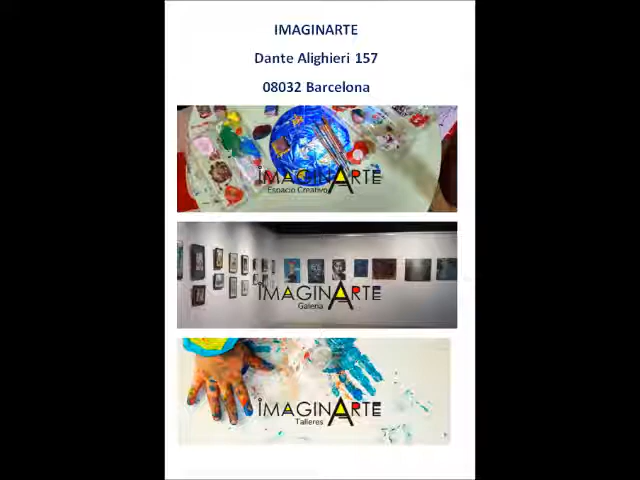 IMAGINARTE
Dante Alighieri 157
08032 Barcelona
IMAGINARTE
Espacio Creativo
IMAGINARTE
Galeria
IMAGINARTE
Talleres